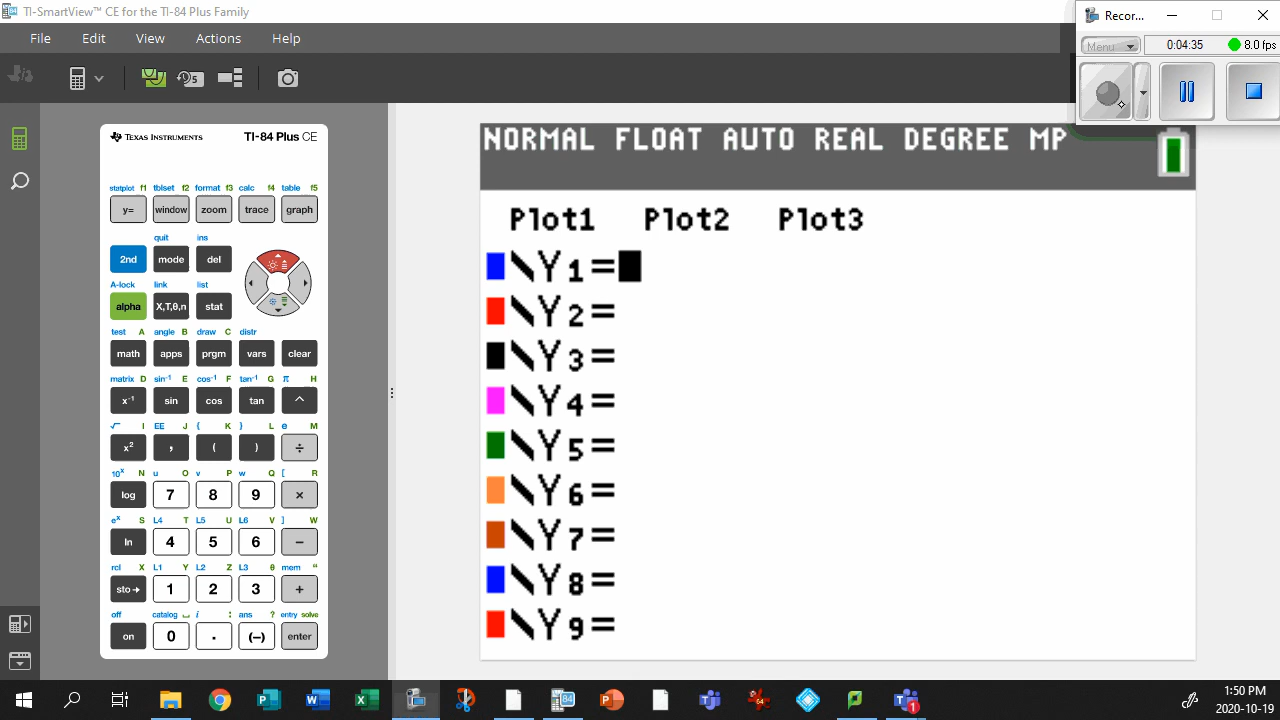 TI-SmartView™ CE for the TI-84 Plus Family
Recor...
File Edit View Actions Help
Menu 0:04:35 8.0 fps
TEXAS INSTRUMENTS TI-84 Plus CE
NORMAL FLOAT AUTO REAL DEGREE MP
statplot f1 tblset f2 format f3 calc f4 table f5
y= window zoom trace graph
quit ins
2nd mode del
A-lock link list
alpha X,T,θ,n stat
test A angle B draw C distr
math apps prgm vars clear
matrix D sin⁻¹ E cos⁻¹ F tan⁻¹ G π H
x⁻¹ sin cos tan ^
√ I EE J { K } L e M
x² , ( ) ÷
10ˣ N u O v P w Q [ R
log 7 8 9 ×
eˣ S L4 T L5 U L6 V ] W
ln 4 5 6 −
rcl X L1 Y L2 Z L3 θ mem "
sto→ 1 2 3 +
off catalog ⎵ i : ans ? entry solve
on 0 . (–) enter
Plot1 Plot2 Plot3
\Y1=
\Y2=
\Y3=
\Y4=
\Y5=
\Y6=
\Y7=
\Y8=
\Y9=
1:50 PM
2020-10-19